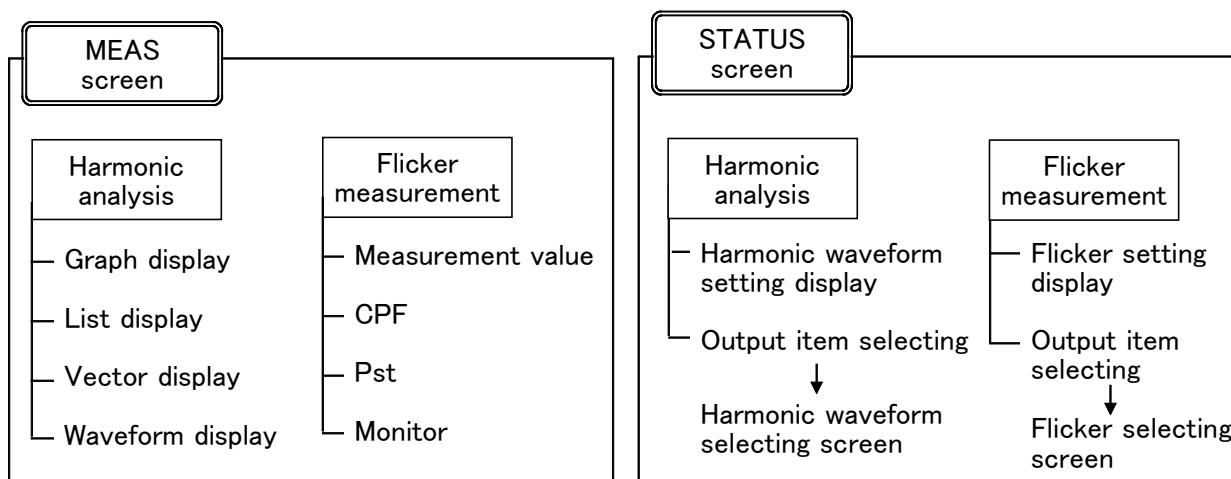 MEAS
screen
Harmonic
analysis
Graph display
List display
Vector display
Waveform display
Flicker
measurement
Measurement value
CPF
Pst
Monitor
STATUS
screen
Harmonic
analysis
Harmonic waveform
setting display
Output item selecting
Harmonic waveform
selecting screen
Flicker
measurement
Flicker setting
display
Output item
selecting
Flicker selecting
screen